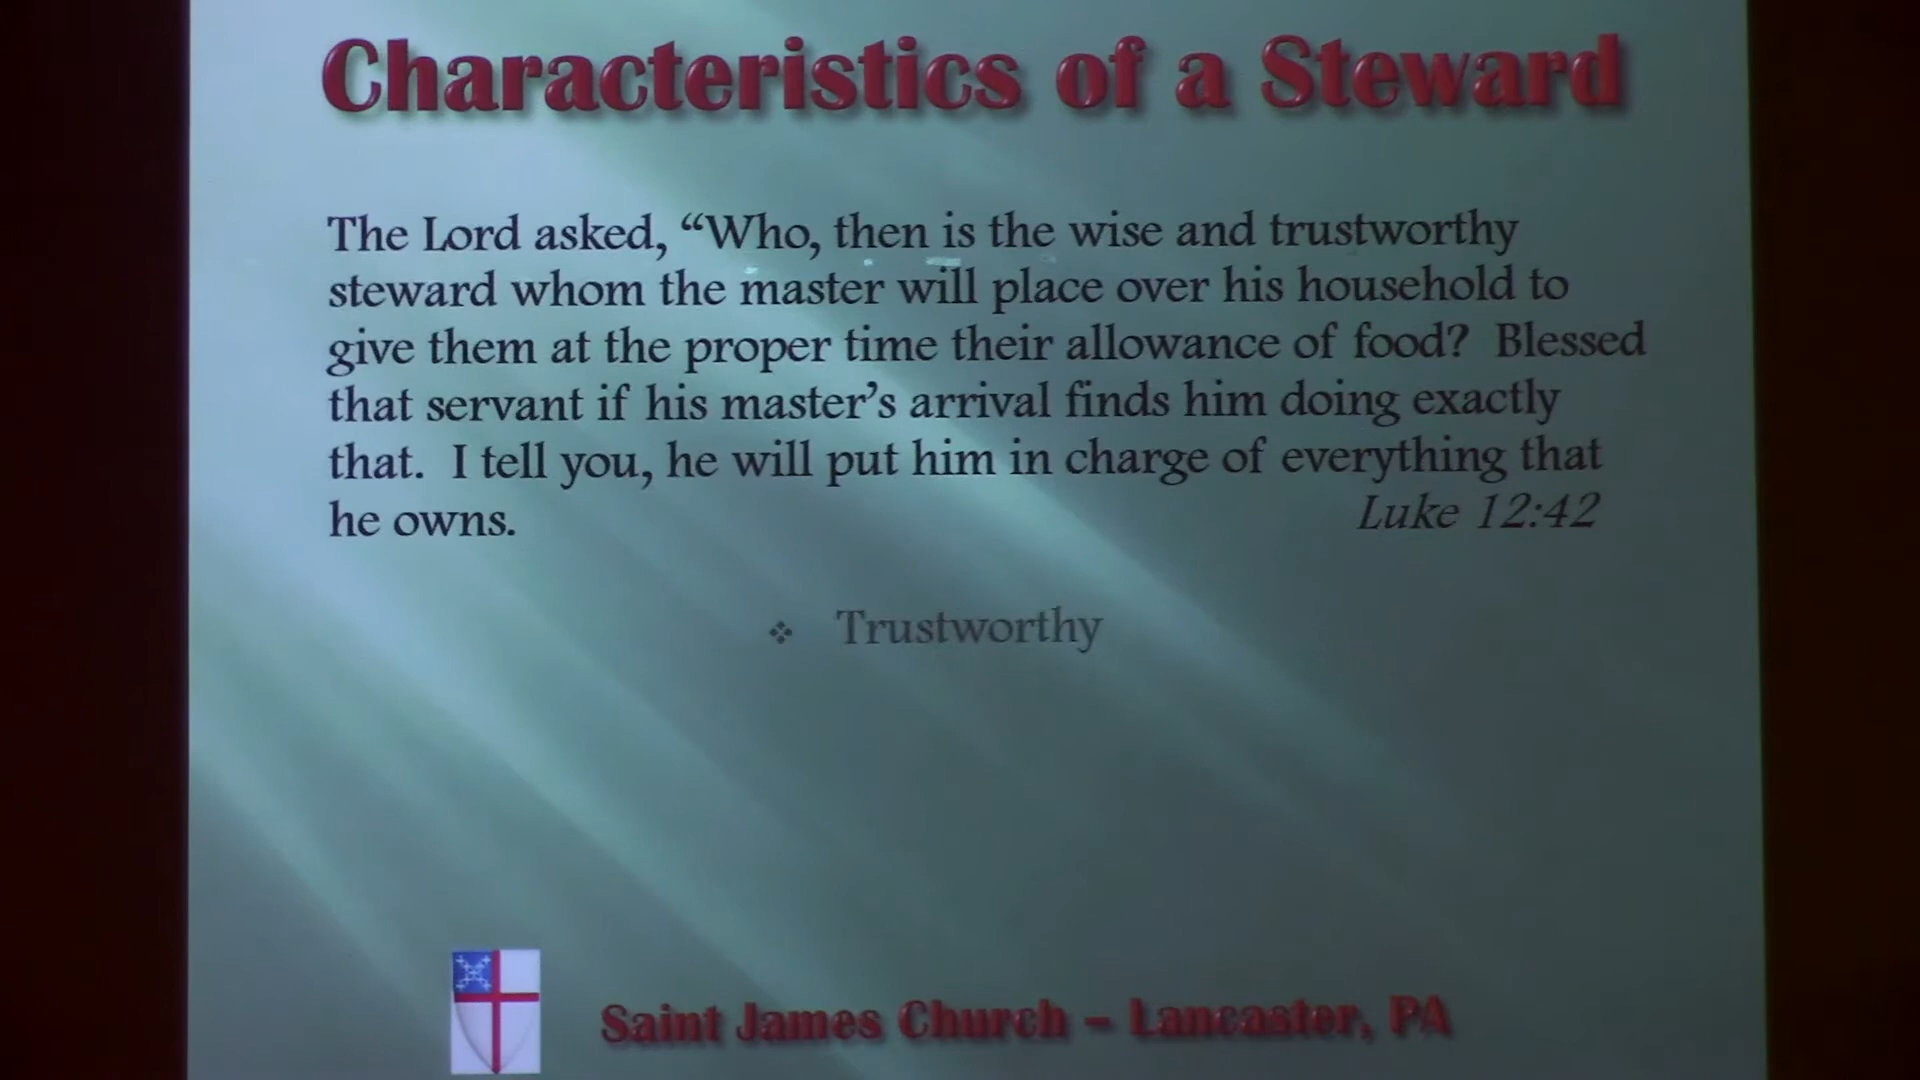 Characteristics of a Steward
The Lord asked, “Who, then is the wise and trustworthy
steward whom the master will place over his household to
give them at the proper time their allowance of food?  Blessed
that servant if his master’s arrival finds him doing exactly
that.  I tell you, he will put him in charge of everything that
he owns. Luke 12:42
❖ Trustworthy
Saint James Church – Lancaster, PA